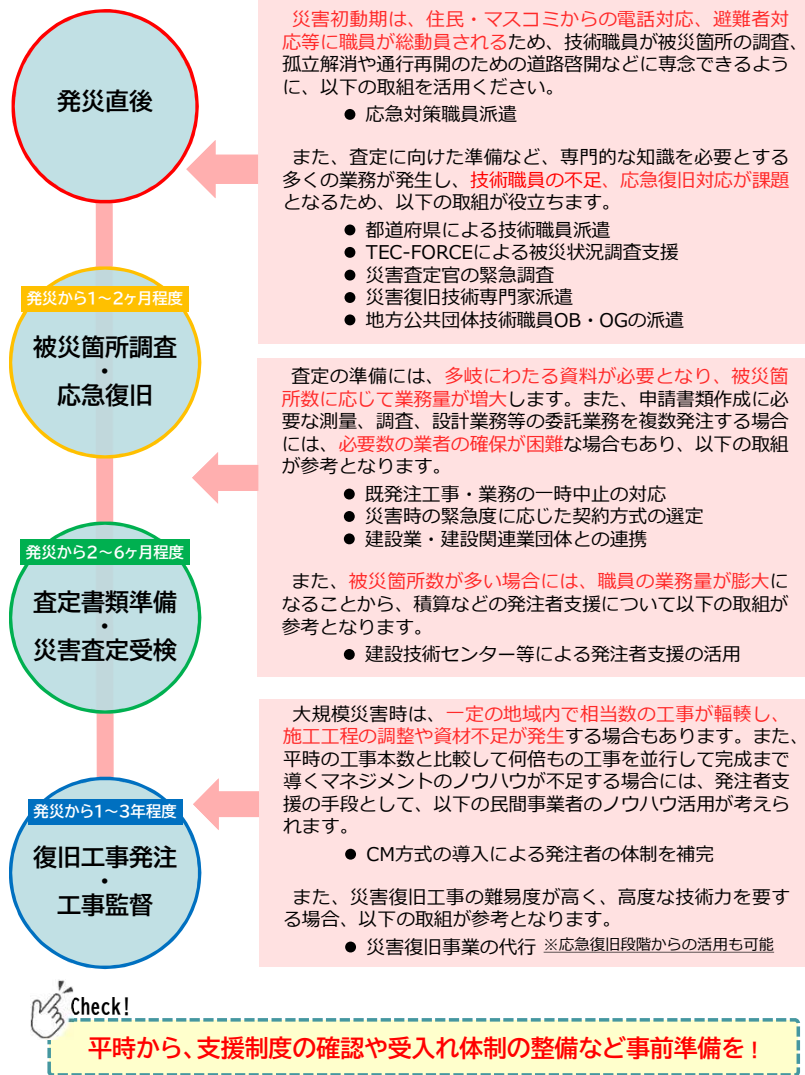 発災直後
災害初動期は、住民・マスコミからの電話対応、避難者対
応等に職員が総動員されるため、技術職員が被災箇所の調査、
孤立解消や通行再開のための道路啓開などに専念できるよう
に、以下の取組を活用ください。
● 応急対策職員派遣
また、査定に向けた準備など、専門的な知識を必要とする
多くの業務が発生し、技術職員の不足、応急復旧対応が課題
となるため、以下の取組が役立ちます。
● 都道府県による技術職員派遣
● TEC-FORCEによる被災状況調査支援
● 災害査定官の緊急調査
● 災害復旧技術専門家派遣
● 地方公共団体技術職員OB・OGの派遣
発災から1~2ヶ月程度
被災箇所調査
・
応急復旧
査定の準備には、多岐にわたる資料が必要となり、被災箇
所数に応じて業務量が増大します。また、申請書類作成に必
要な測量、調査、設計業務等の委託業務を複数発注する場合
には、必要数の業者の確保が困難な場合もあり、以下の取組
が参考となります。
● 既発注工事・業務の一時中止の対応
● 災害時の緊急度に応じた契約方式の選定
● 建設業・建設関連業団体との連携
また、被災箇所数が多い場合には、職員の業務量が膨大に
なることから、積算などの発注者支援について以下の取組が
参考となります。
● 建設技術センター等による発注者支援の活用
発災から2~6ヶ月程度
査定書類準備
・
災害査定受検
大規模災害時は、一定の地域内で相当数の工事が輻輳し、
施工工程の調整や資材不足が発生する場合もあります。また、
平時の工事本数と比較して何倍もの工事を並行して完成まで
導くマネジメントのノウハウが不足する場合には、発注者支
援の手段として、以下の民間事業者のノウハウ活用が考えら
れます。
● CM方式の導入による発注者の体制を補完
また、災害復旧工事の難易度が高く、高度な技術力を要す
る場合、以下の取組が参考となります。
● 災害復旧事業の代行 ※応急復旧段階からの活用も可能
発災から1~3年程度
復旧工事発注
・
工事監督
Check!
平時から、支援制度の確認や受入れ体制の整備など事前準備を！